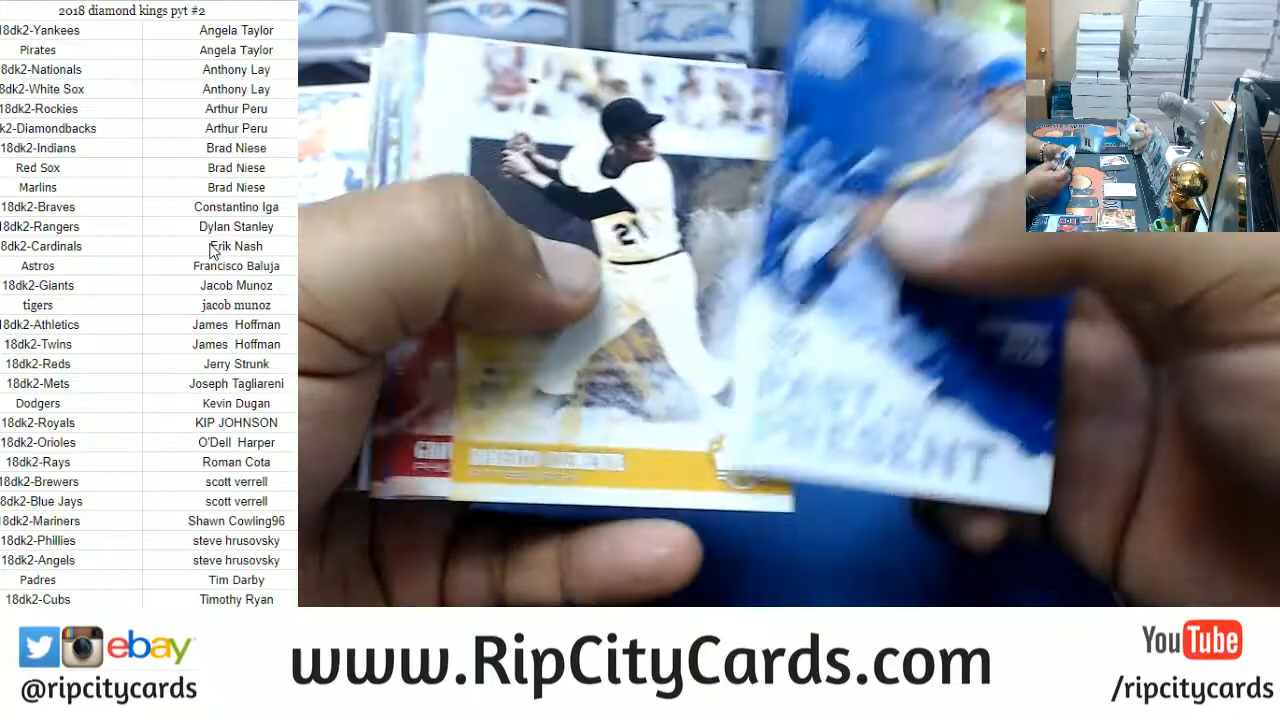 2018 diamond kings pyt #2
18dk2-Yankees Angela Taylor
Pirates Angela Taylor
8dk2-Nationals Anthony Lay
8dk2-White Sox Anthony Lay
18dk2-Rockies Arthur Peru
k2-Diamondbacks Arthur Peru
18dk2-Indians Brad Niese
Red Sox Brad Niese
Marlins Brad Niese
18dk2-Braves Constantino Iga
18dk2-Rangers Dylan Stanley
8dk2-Cardinals Erik Nash
Astros Francisco Baluja
18dk2-Giants Jacob Munoz
tigers jacob munoz
18dk2-Athletics James Hoffman
18dk2-Twins James Hoffman
18dk2-Reds Jerry Strunk
18dk2-Mets Joseph Tagliareni
Dodgers Kevin Dugan
18dk2-Royals KIP JOHNSON
18dk2-Orioles O'Dell Harper
18dk2-Rays Roman Cota
18dk2-Brewers scott verrell
8dk2-Blue Jays scott verrell
18dk2-Mariners Shawn Cowling96
18dk2-Phillies steve hrusovsky
18dk2-Angels steve hrusovsky
Padres Tim Darby
18dk2-Cubs Timothy Ryan
21
ebay
@ripcitycards
www.RipCityCards.com
YouTube
/ripcitycards